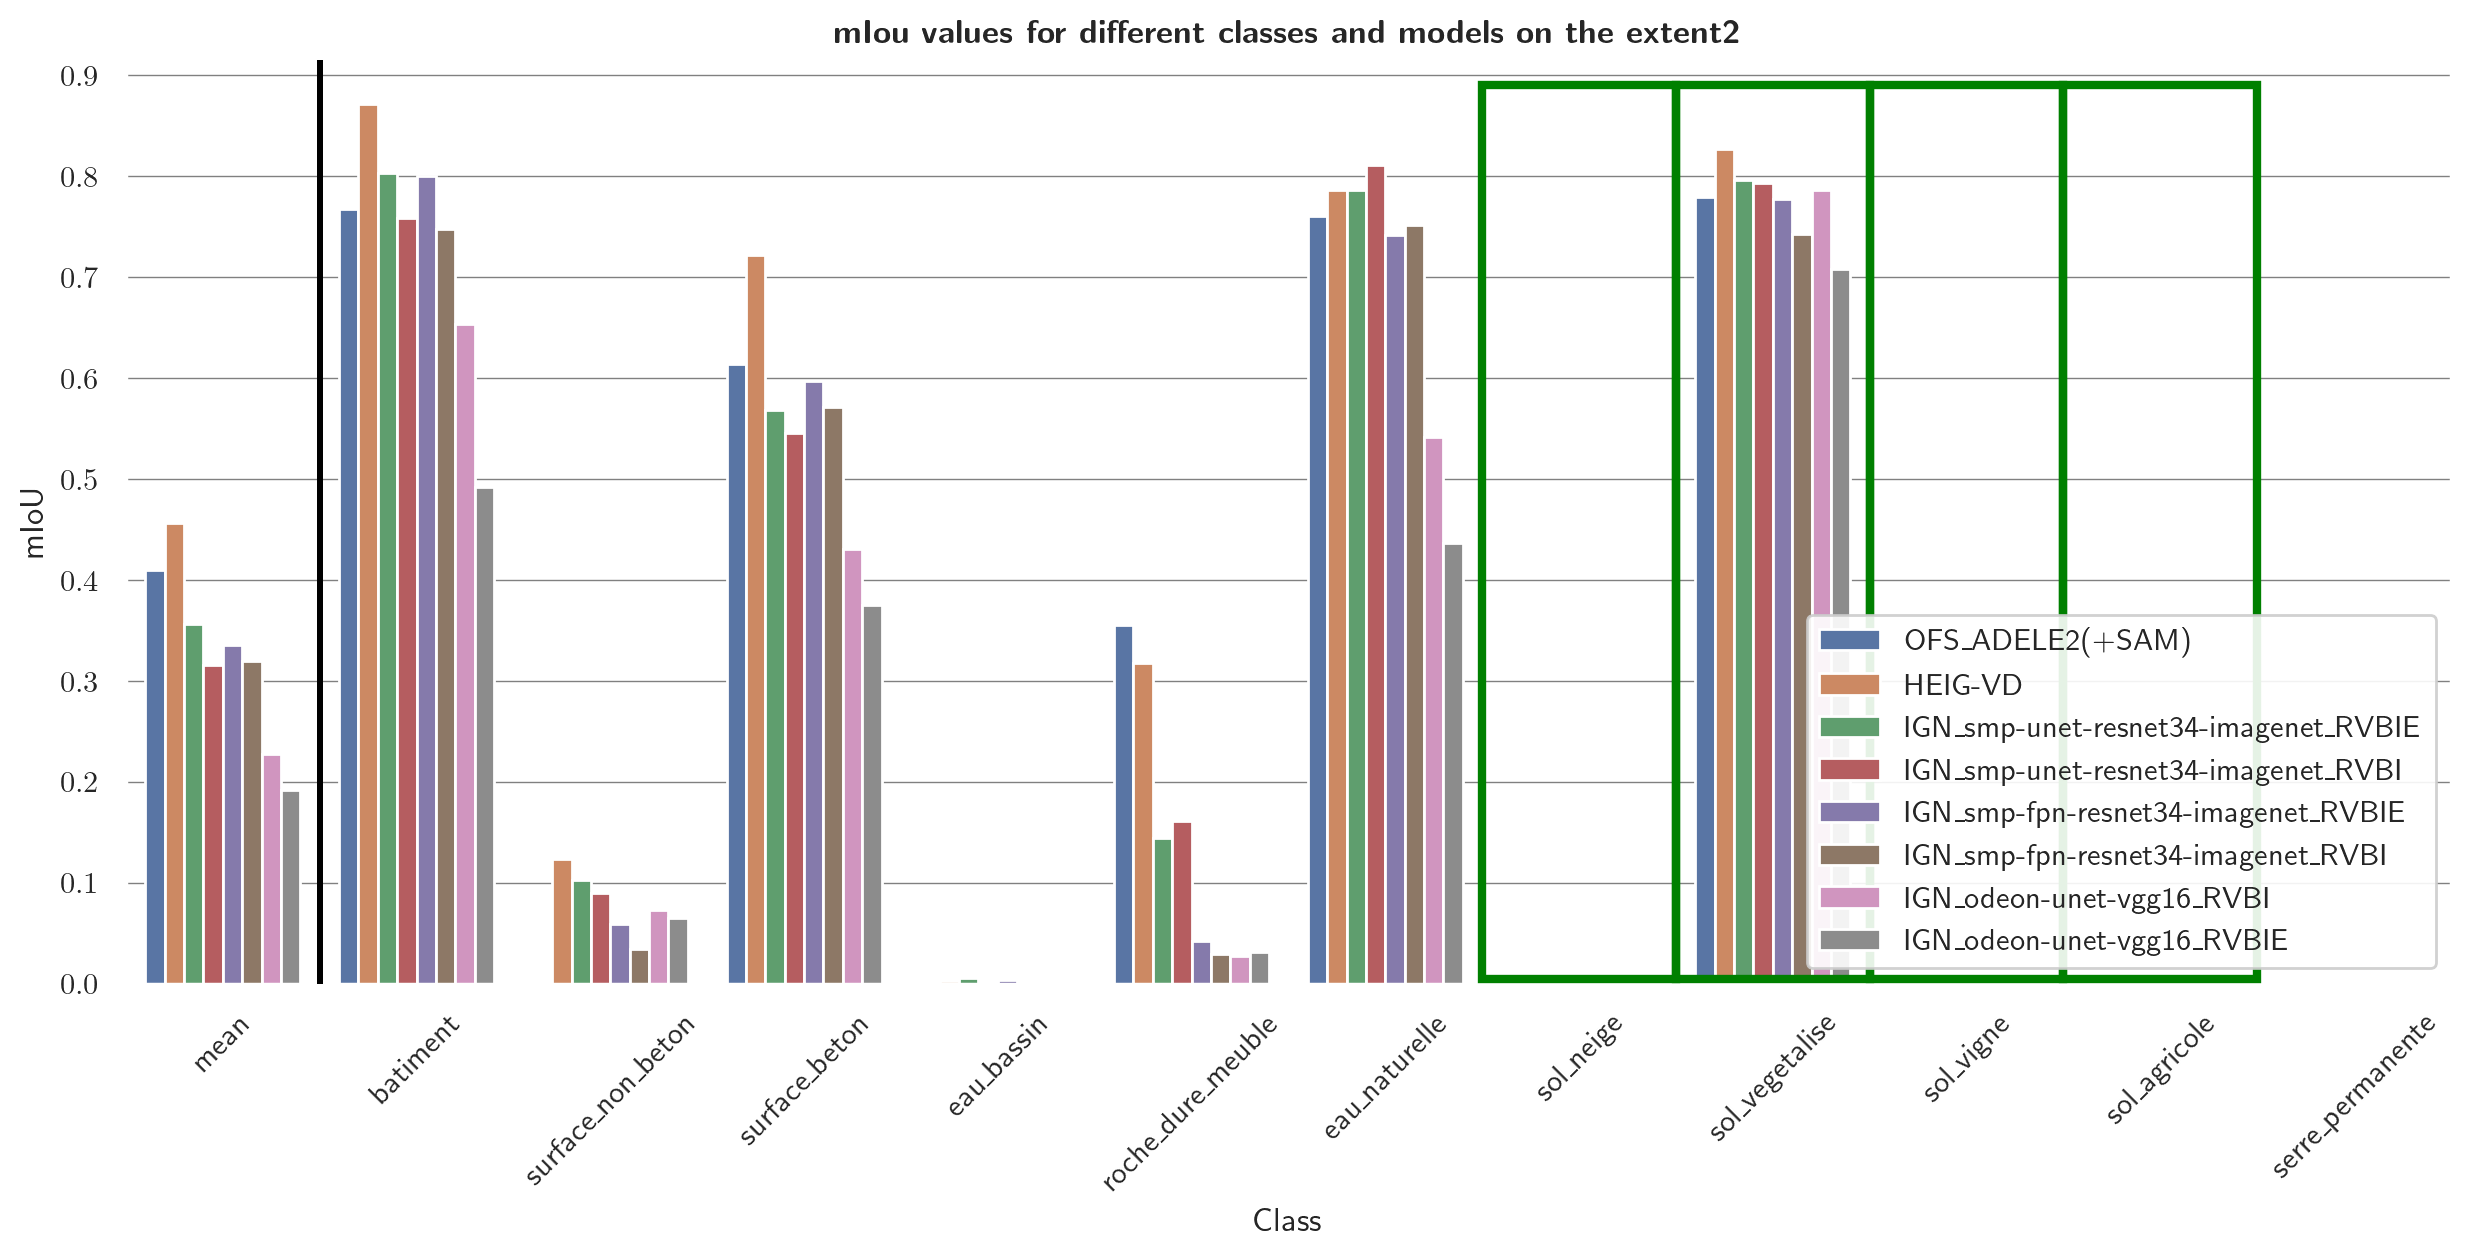 mIou values for different classes and models on the extent2
0.9
0.8
0.7
0.6
0.5
0.4
0.3
0.2
0.1
0.0
mIoU
OFS_ADELE2(+SAM)
HEIG-VD
IGN_smp-unet-resnet34-imagenet_RVBIE
IGN_smp-unet-resnet34-imagenet_RVBI
IGN_smp-fpn-resnet34-imagenet_RVBIE
IGN_smp-fpn-resnet34-imagenet_RVBI
IGN_odeon-unet-vgg16_RVBI
IGN_odeon-unet-vgg16_RVBIE
mean
batiment
surface_non_beton
surface_beton
eau_bassin
roche_dure_meuble
eau_naturelle
sol_neige
sol_vegetalise
sol_vigne
sol_agricole
serre_permanente
Class